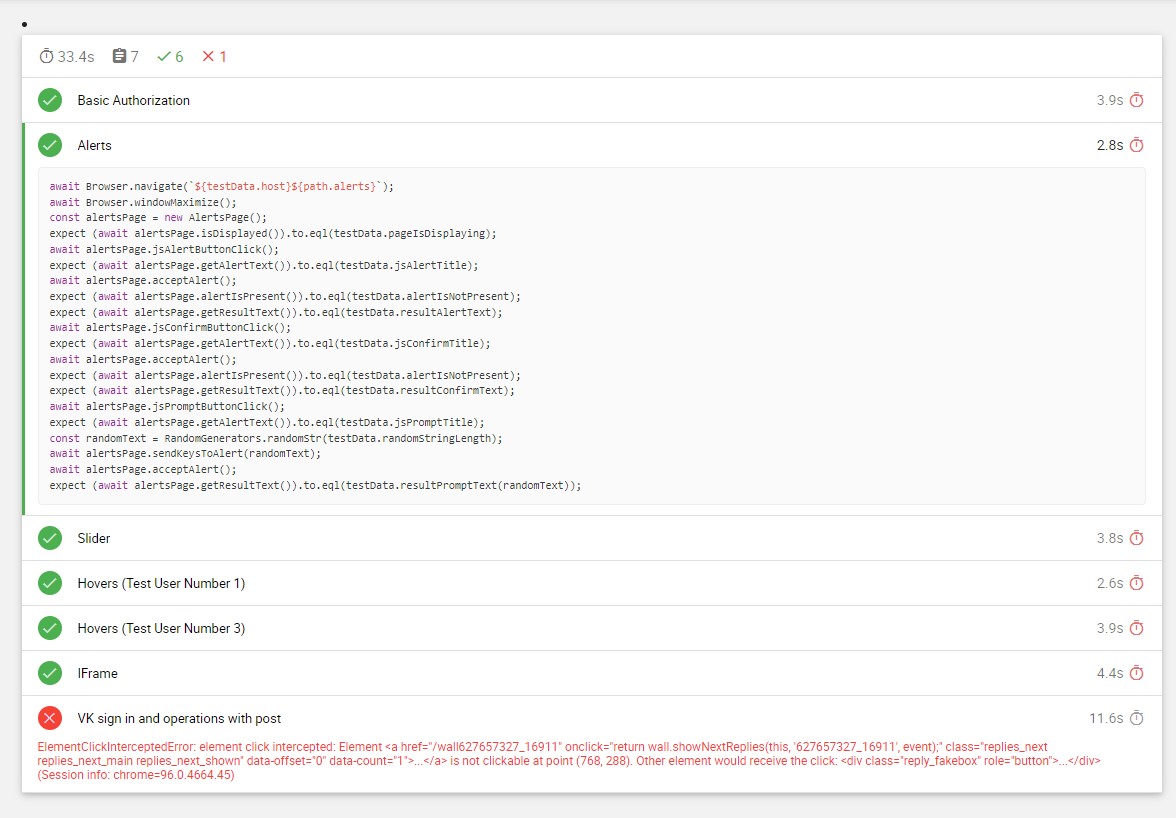 33.4s 7 6 1
Basic Authorization 3.9s
Alerts 2.8s
await Browser.navigate(`${testData.host}${path.alerts}`);
await Browser.windowMaximize();
const alertsPage = new AlertsPage();
expect (await alertsPage.isDisplayed()).to.eql(testData.pageIsDisplaying);
await alertsPage.jsAlertButtonClick();
expect (await alertsPage.getAlertText()).to.eql(testData.jsAlertTitle);
await alertsPage.acceptAlert();
expect (await alertsPage.alertIsPresent()).to.eql(testData.alertIsNotPresent);
expect (await alertsPage.getResultText()).to.eql(testData.resultAlertText);
await alertsPage.jsConfirmButtonClick();
expect (await alertsPage.getAlertText()).to.eql(testData.jsConfirmTitle);
await alertsPage.acceptAlert();
expect (await alertsPage.alertIsPresent()).to.eql(testData.alertIsNotPresent);
expect (await alertsPage.getResultText()).to.eql(testData.resultConfirmText);
await alertsPage.jsPromptButtonClick();
expect (await alertsPage.getAlertText()).to.eql(testData.jsPromptTitle);
const randomText = RandomGenerators.randomStr(testData.randomStringLength);
await alertsPage.sendKeysToAlert(randomText);
await alertsPage.acceptAlert();
expect (await alertsPage.getResultText()).to.eql(testData.resultPromptText(randomText));
Slider 3.8s
Hovers (Test User Number 1) 2.6s
Hovers (Test User Number 3) 3.9s
IFrame 4.4s
VK sign in and operations with post 11.6s
ElementClickInterceptedError: element click intercepted: Element <a href="/wall627657327_16911" onclick="return wall.showNextReplies(this, '627657327_16911', event);" class="replies_next
replies_next_main replies_next_shown" data-offset="0" data-count="1">...</a> is not clickable at point (768, 288). Other element would receive the click: <div class="reply_fakebox" role="button">...</div>
(Session info: chrome=96.0.4664.45)